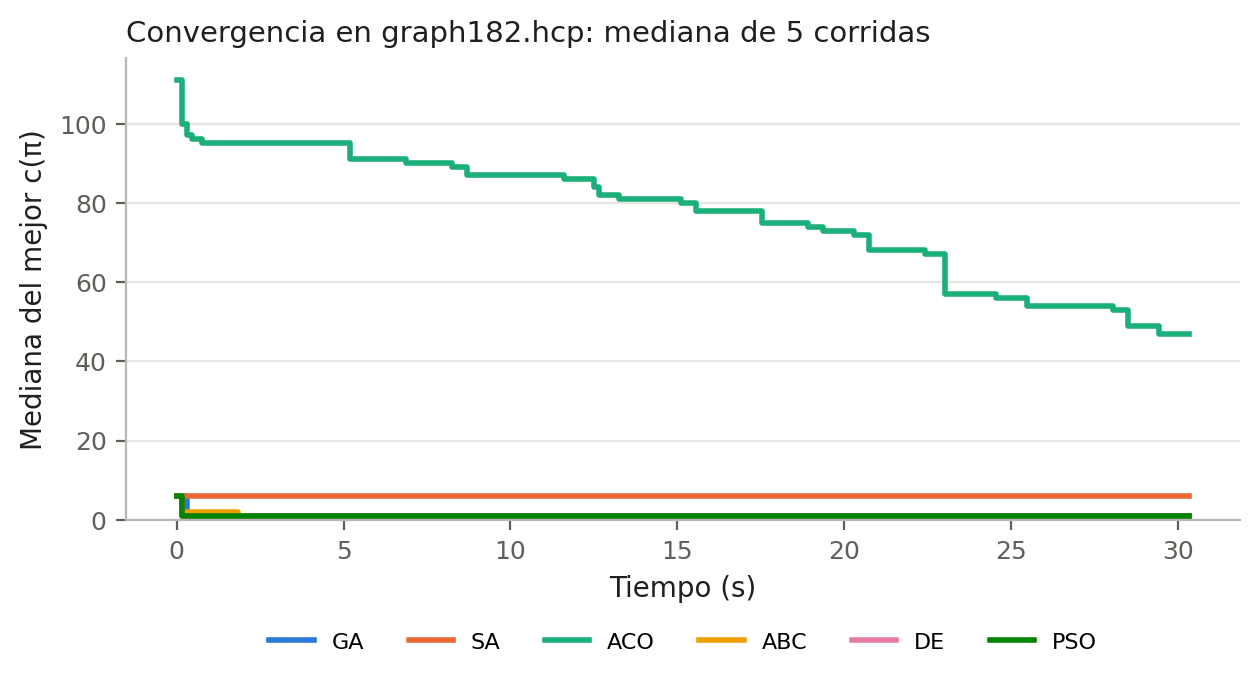 Convergencia en graph182.hcp: mediana de 5 corridas
Mediana del mejor c(π)
100
80
60
40
20
0
0 5 10 15 20 25 30
Tiempo (s)
GA SA ACO ABC DE PSO